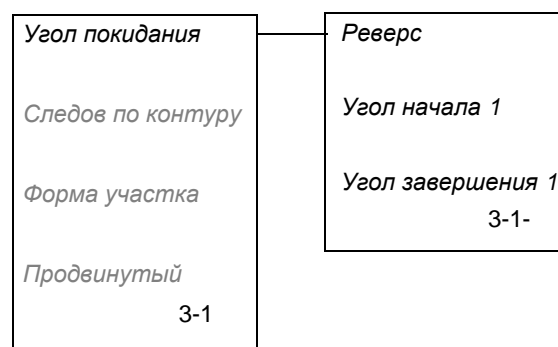 Угол покидания
Следов по контуру
Форма участка
Продвинутый
3-1
Реверс
Угол начала 1
Угол завершения 1
3-1-